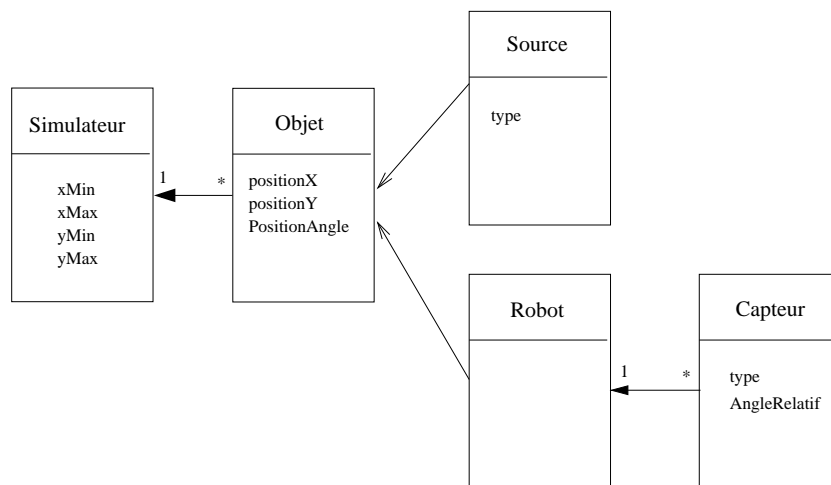 Simulateur
xMin
xMax
yMin
yMax
1
*
Objet
positionX
positionY
PositionAngle
Source
type
Robot
1
*
Capteur
type
AngleRelatif